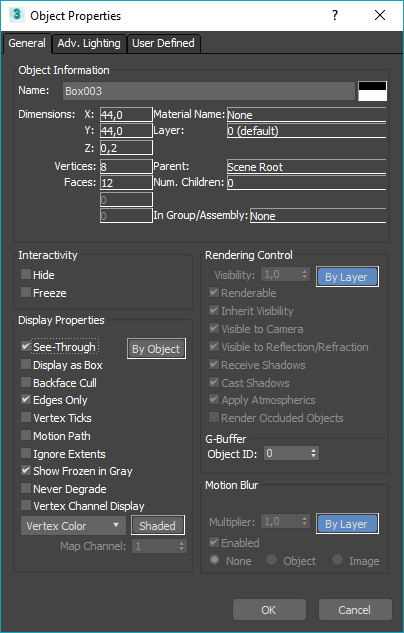 3 Object Properties ? ×
General Adv. Lighting User Defined
Object Information
Name: Box003
Dimensions: X: 44,0 Material Name: None
Y: 44,0 Layer: 0 (default)
Z: 0,2
Vertices: 8 Parent: Scene Root
Faces: 12 Num. Children: 0
0
0 In Group/Assembly: None
Interactivity
Hide
Freeze
Display Properties
See-Through By Object
Display as Box
Backface Cull
Edges Only
Vertex Ticks
Motion Path
Ignore Extents
Show Frozen in Gray
Never Degrade
Vertex Channel Display
Vertex Color Shaded
Map Channel: 1
Rendering Control
Visibility: 1,0 By Layer
Renderable
Inherit Visibility
Visible to Camera
Visible to Reflection/Refraction
Receive Shadows
Cast Shadows
Apply Atmospherics
Render Occluded Objects
G-Buffer
Object ID: 0
Motion Blur
Multiplier: 1,0 By Layer
Enabled
None Object Image
OK Cancel